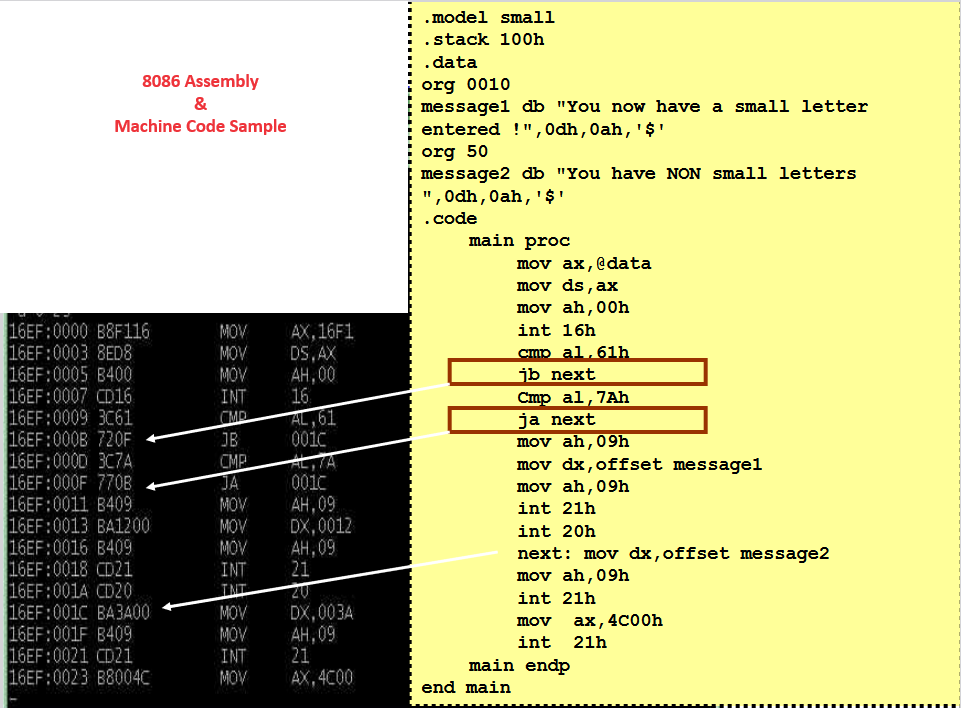 8086 Assembly
&
Machine Code Sample
.model small
.stack 100h
.data
org 0010
message1 db "You now have a small letter
entered !",0dh,0ah,'$'
org 50
message2 db "You have NON small letters
",0dh,0ah,'$'
.code
main proc
mov ax,@data
mov ds,ax
mov ah,00h
int 16h
cmp al,61h
jb next
Cmp al,7Ah
ja next
mov ah,09h
mov dx,offset message1
mov ah,09h
int 21h
int 20h
next: mov dx,offset message2
mov ah,09h
int 21h
mov  ax,4C00h
int  21h
main endp
end main
16EF:0000 B8F116 MOV AX,16F1
16EF:0003 8ED8 MOV DS,AX
16EF:0005 B400 MOV AH,00
16EF:0007 CD16 INT 16
16EF:0009 3C61 CMP AL,61
16EF:000B 720F JB 001C
16EF:000D 3C7A CMP AL,7A
16EF:000F 770B JA 001C
16EF:0011 B409 MOV AH,09
16EF:0013 BA1200 MOV DX,0012
16EF:0016 B409 MOV AH,09
16EF:0018 CD21 INT 21
16EF:001A CD20 INT 20
16EF:001C BA3A00 MOV DX,003A
16EF:001F B409 MOV AH,09
16EF:0021 CD21 INT 21
16EF:0023 B8004C MOV AX,4C00